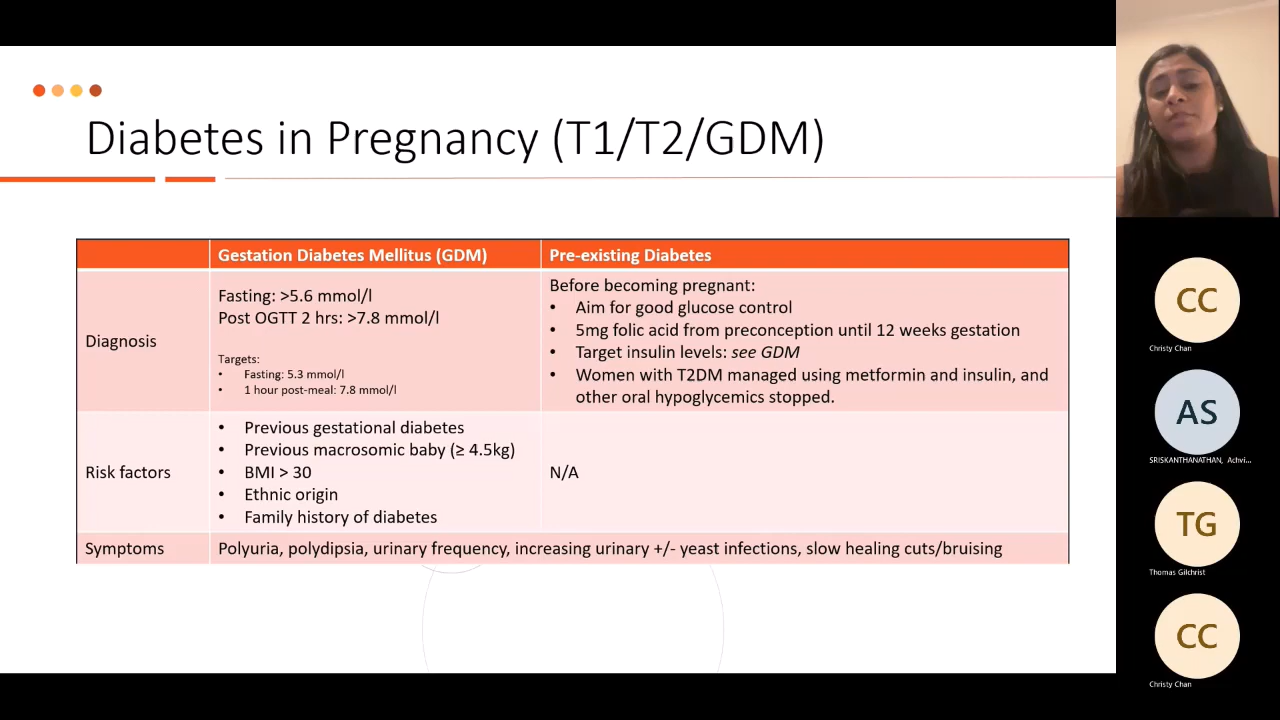 Diabetes in Pregnancy (T1/T2/GDM)
Gestation Diabetes Mellitus (GDM)
Pre-existing Diabetes
Diagnosis
Fasting: >5.6 mmol/l
Post OGTT 2 hrs: >7.8 mmol/l
Targets:
• Fasting: 5.3 mmol/l
• 1 hour post-meal: 7.8 mmol/l
Before becoming pregnant:
• Aim for good glucose control
• 5mg folic acid from preconception until 12 weeks gestation
• Target insulin levels: see GDM
• Women with T2DM managed using metformin and insulin, and
other oral hypoglycemics stopped.
Risk factors
• Previous gestational diabetes
• Previous macrosomic baby (≥ 4.5kg)
• BMI > 30
• Ethnic origin
• Family history of diabetes
N/A
Symptoms
Polyuria, polydipsia, urinary frequency, increasing urinary +/- yeast infections, slow healing cuts/bruising
CC
Christy Chan
AS
SRISKANTHANATHAN, Achvi...
TG
Thomas Gilchrist
CC
Christy Chan